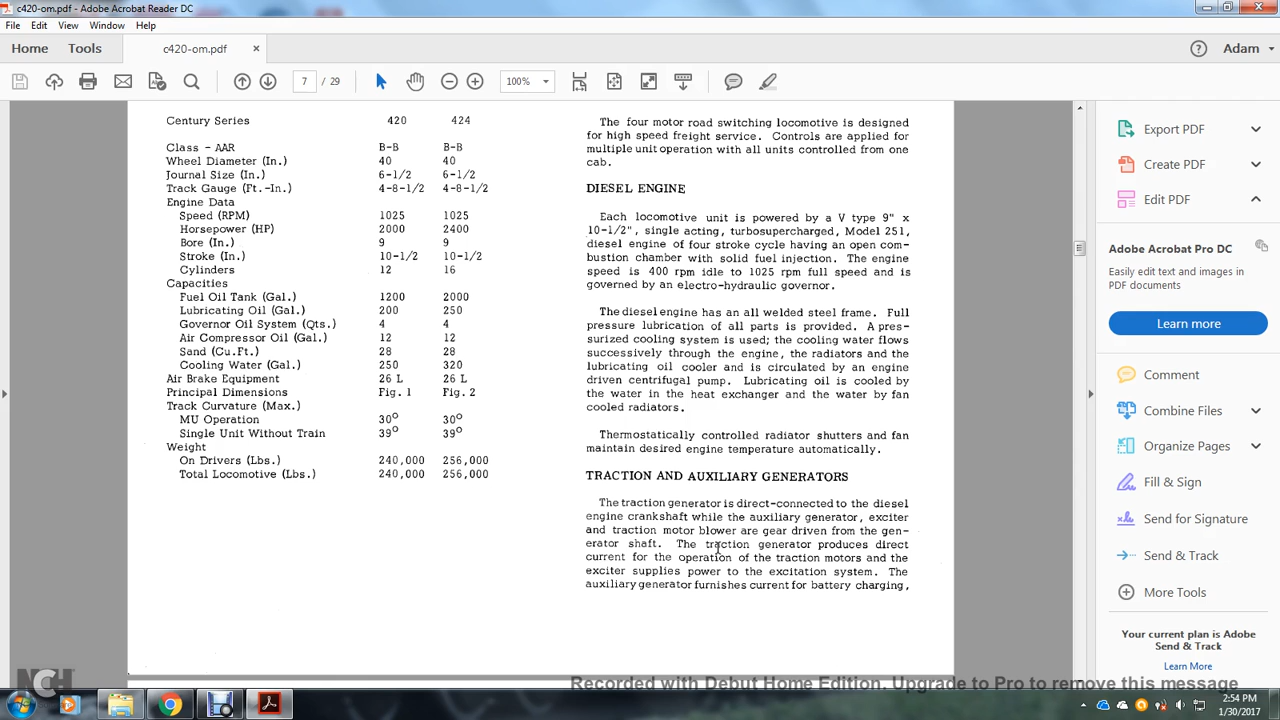 c420-om.pdf - Adobe Acrobat Reader DC
File Edit View Window Help
Home Tools c420-om.pdf × Adam
7 / 29 100%
Century Series 420 424
Class - AAR B-B B-B
Wheel Diameter (In.) 40 40
Journal Size (In.) 6-1/2 6-1/2
Track Gauge (Ft.-In.) 4-8-1/2 4-8-1/2
Engine Data
Speed (RPM) 1025 1025
Horsepower (HP) 2000 2400
Bore (In.) 9 9
Stroke (In.) 10-1/2 10-1/2
Cylinders 12 16
Capacities
Fuel Oil Tank (Gal.) 1200 2000
Lubricating Oil (Gal.) 200 250
Governor Oil System (Qts.) 4 4
Air Compressor Oil (Gal.) 12 12
Sand (Cu.Ft.) 28 28
Cooling Water (Gal.) 250 320
Air Brake Equipment 26 L 26 L
Principal Dimensions Fig. 1 Fig. 2
Track Curvature (Max.)
MU Operation 30° 30°
Single Unit Without Train 39° 39°
Weight
On Drivers (Lbs.) 240,000 256,000
Total Locomotive (Lbs.) 240,000 256,000
The four motor road switching locomotive is designed
for high speed freight service. Controls are applied for
multiple unit operation with all units controlled from one
cab.
DIESEL ENGINE
Each locomotive unit is powered by a V type 9" x
10-1/2", single acting, turbosupercharged, Model 251,
diesel engine of four stroke cycle having an open com-
bustion chamber with solid fuel injection. The engine
speed is 400 rpm idle to 1025 rpm full speed and is
governed by an electro-hydraulic governor.
The diesel engine has an all welded steel frame. Full
pressure lubrication of all parts is provided. A pres-
surized cooling system is used; the cooling water flows
successively through the engine, the radiators and the
lubricating oil cooler and is circulated by an engine
driven centrifugal pump. Lubricating oil is cooled by
the water in the heat exchanger and the water by fan
cooled radiators.
Thermostatically controlled radiator shutters and fan
maintain desired engine temperature automatically.
TRACTION AND AUXILIARY GENERATORS
The traction generator is direct-connected to the diesel
engine crankshaft while the auxiliary generator, exciter
and traction motor blower are gear driven from the gen-
erator shaft. The traction generator produces direct
current for the operation of the traction motors and the
exciter supplies power to the excitation system. The
auxiliary generator furnishes current for battery charging,
Export PDF
Create PDF
Edit PDF
Adobe Acrobat Pro DC
Easily edit text and images in
PDF documents
Learn more
Comment
Combine Files
Organize Pages
Fill & Sign
Send for Signature
Send & Track
More Tools
Your current plan is Adobe
Send & Track
Learn More
NCH
Recorded with Debut Home Edition. Upgrade to Pro to remove this message
2:54 PM
1/30/2017